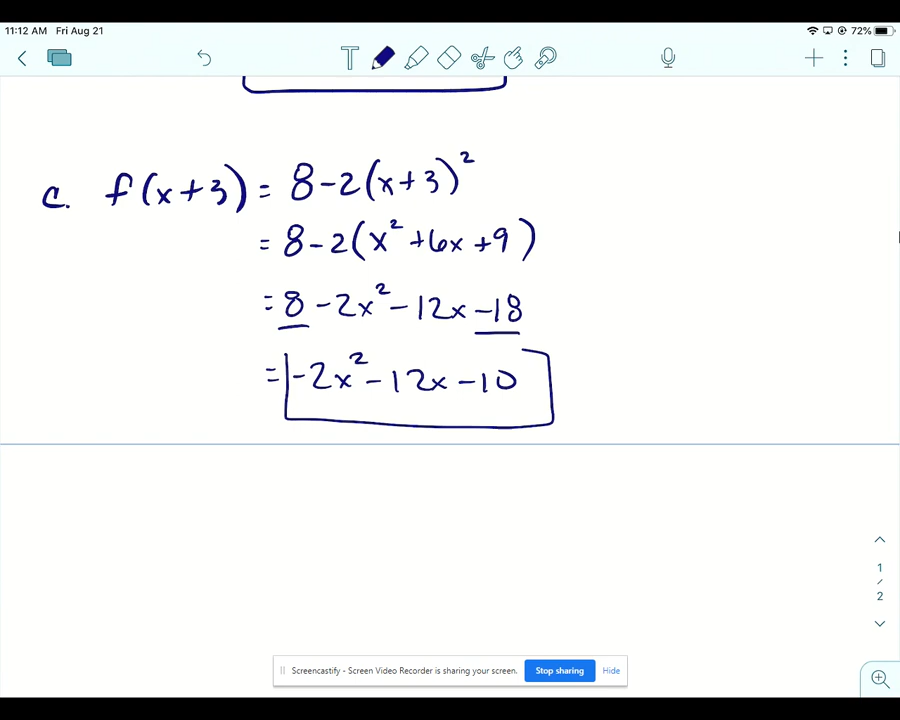 11:12 AM Fri Aug 21 72%
T
c. f(x+3) = 8-2(x+3)²
= 8-2(x²+6x+9)
= 8-2x²-12x-18
= -2x²-12x-10
1
/
2
Screencastify - Screen Video Recorder is sharing your screen. Stop sharing Hide